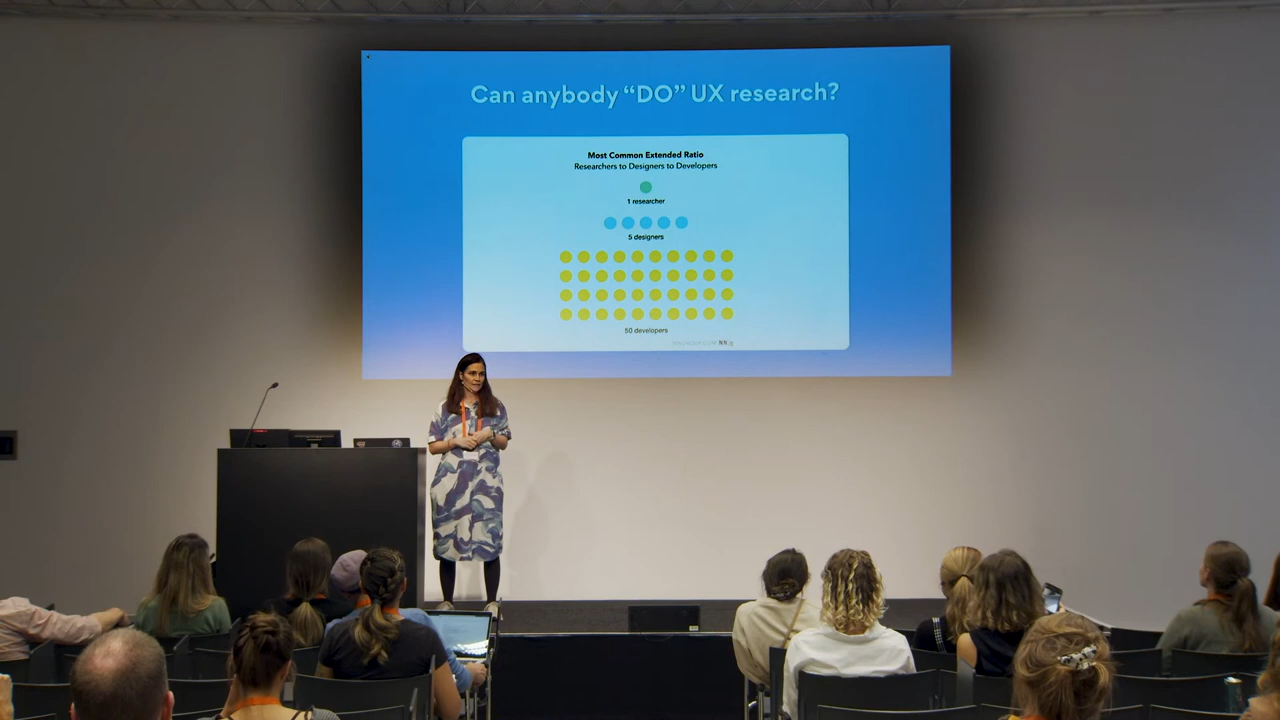 Can anybody “DO” UX research?
Most Common Extended Ratio
Researchers to Designers to Developers
1 researcher
5 designers
50 developers
NN/g